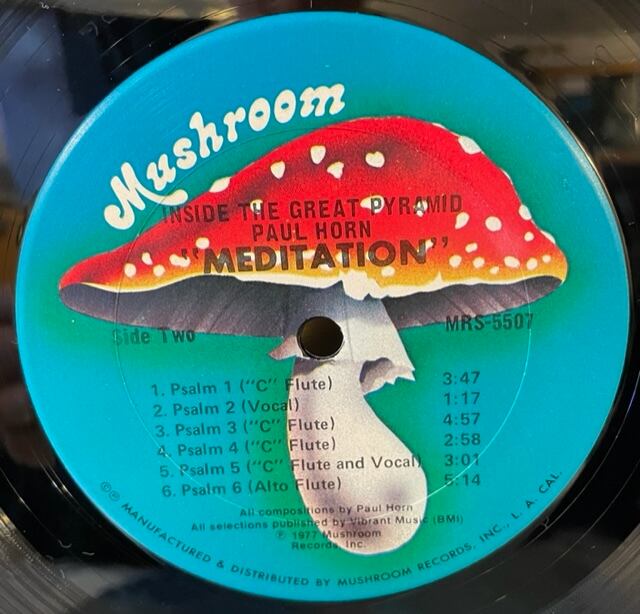 Mushroom
INSIDE THE GREAT PYRAMID
PAUL HORN
"MEDITATION"
Side Two
MRS-5507
1. Psalm 1 ("C" Flute) 3:47
2. Psalm 2 (Vocal) 1:17
3. Psalm 3 ("C" Flute) 4:57
4. Psalm 4 ("C" Flute) 2:58
5. Psalm 5 ("C" Flute and Vocal) 3:01
6. Psalm 6 (Alto Flute) 5:14
All compositions by Paul Horn
All selections published by Vibrant Music (BMI)
℗ 1977 Mushroom
Records, Inc.
©℗ MANUFACTURED & DISTRIBUTED BY MUSHROOM RECORDS, INC., L. A. CAL.